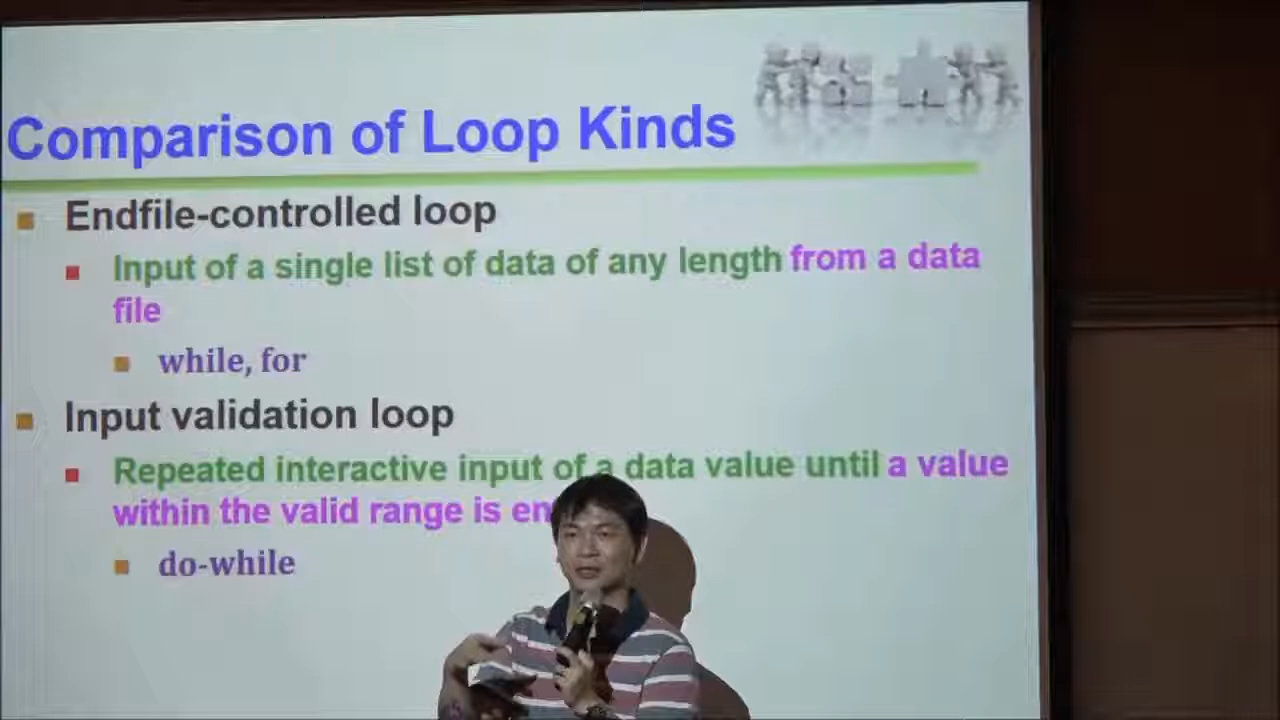 Comparison of Loop Kinds
Endfile-controlled loop
Input of a single list of data of any length from a data
file
while, for
Input validation loop
Repeated interactive input of a data value until a value
within the valid range is
do-while